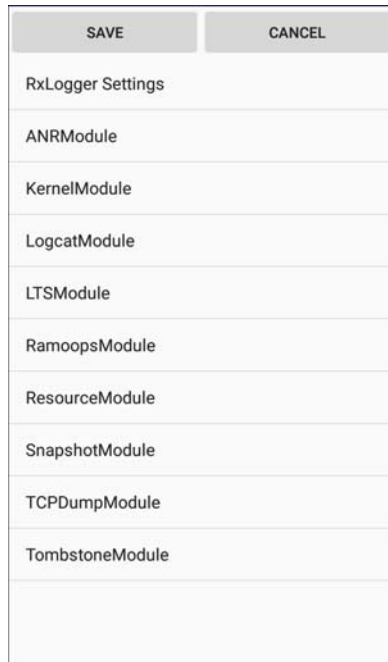 SAVE CANCEL
RxLogger Settings
ANRModule
KernelModule
LogcatModule
LTSModule
RamoopsModule
ResourceModule
SnapshotModule
TCPDumpModule
TombstoneModule